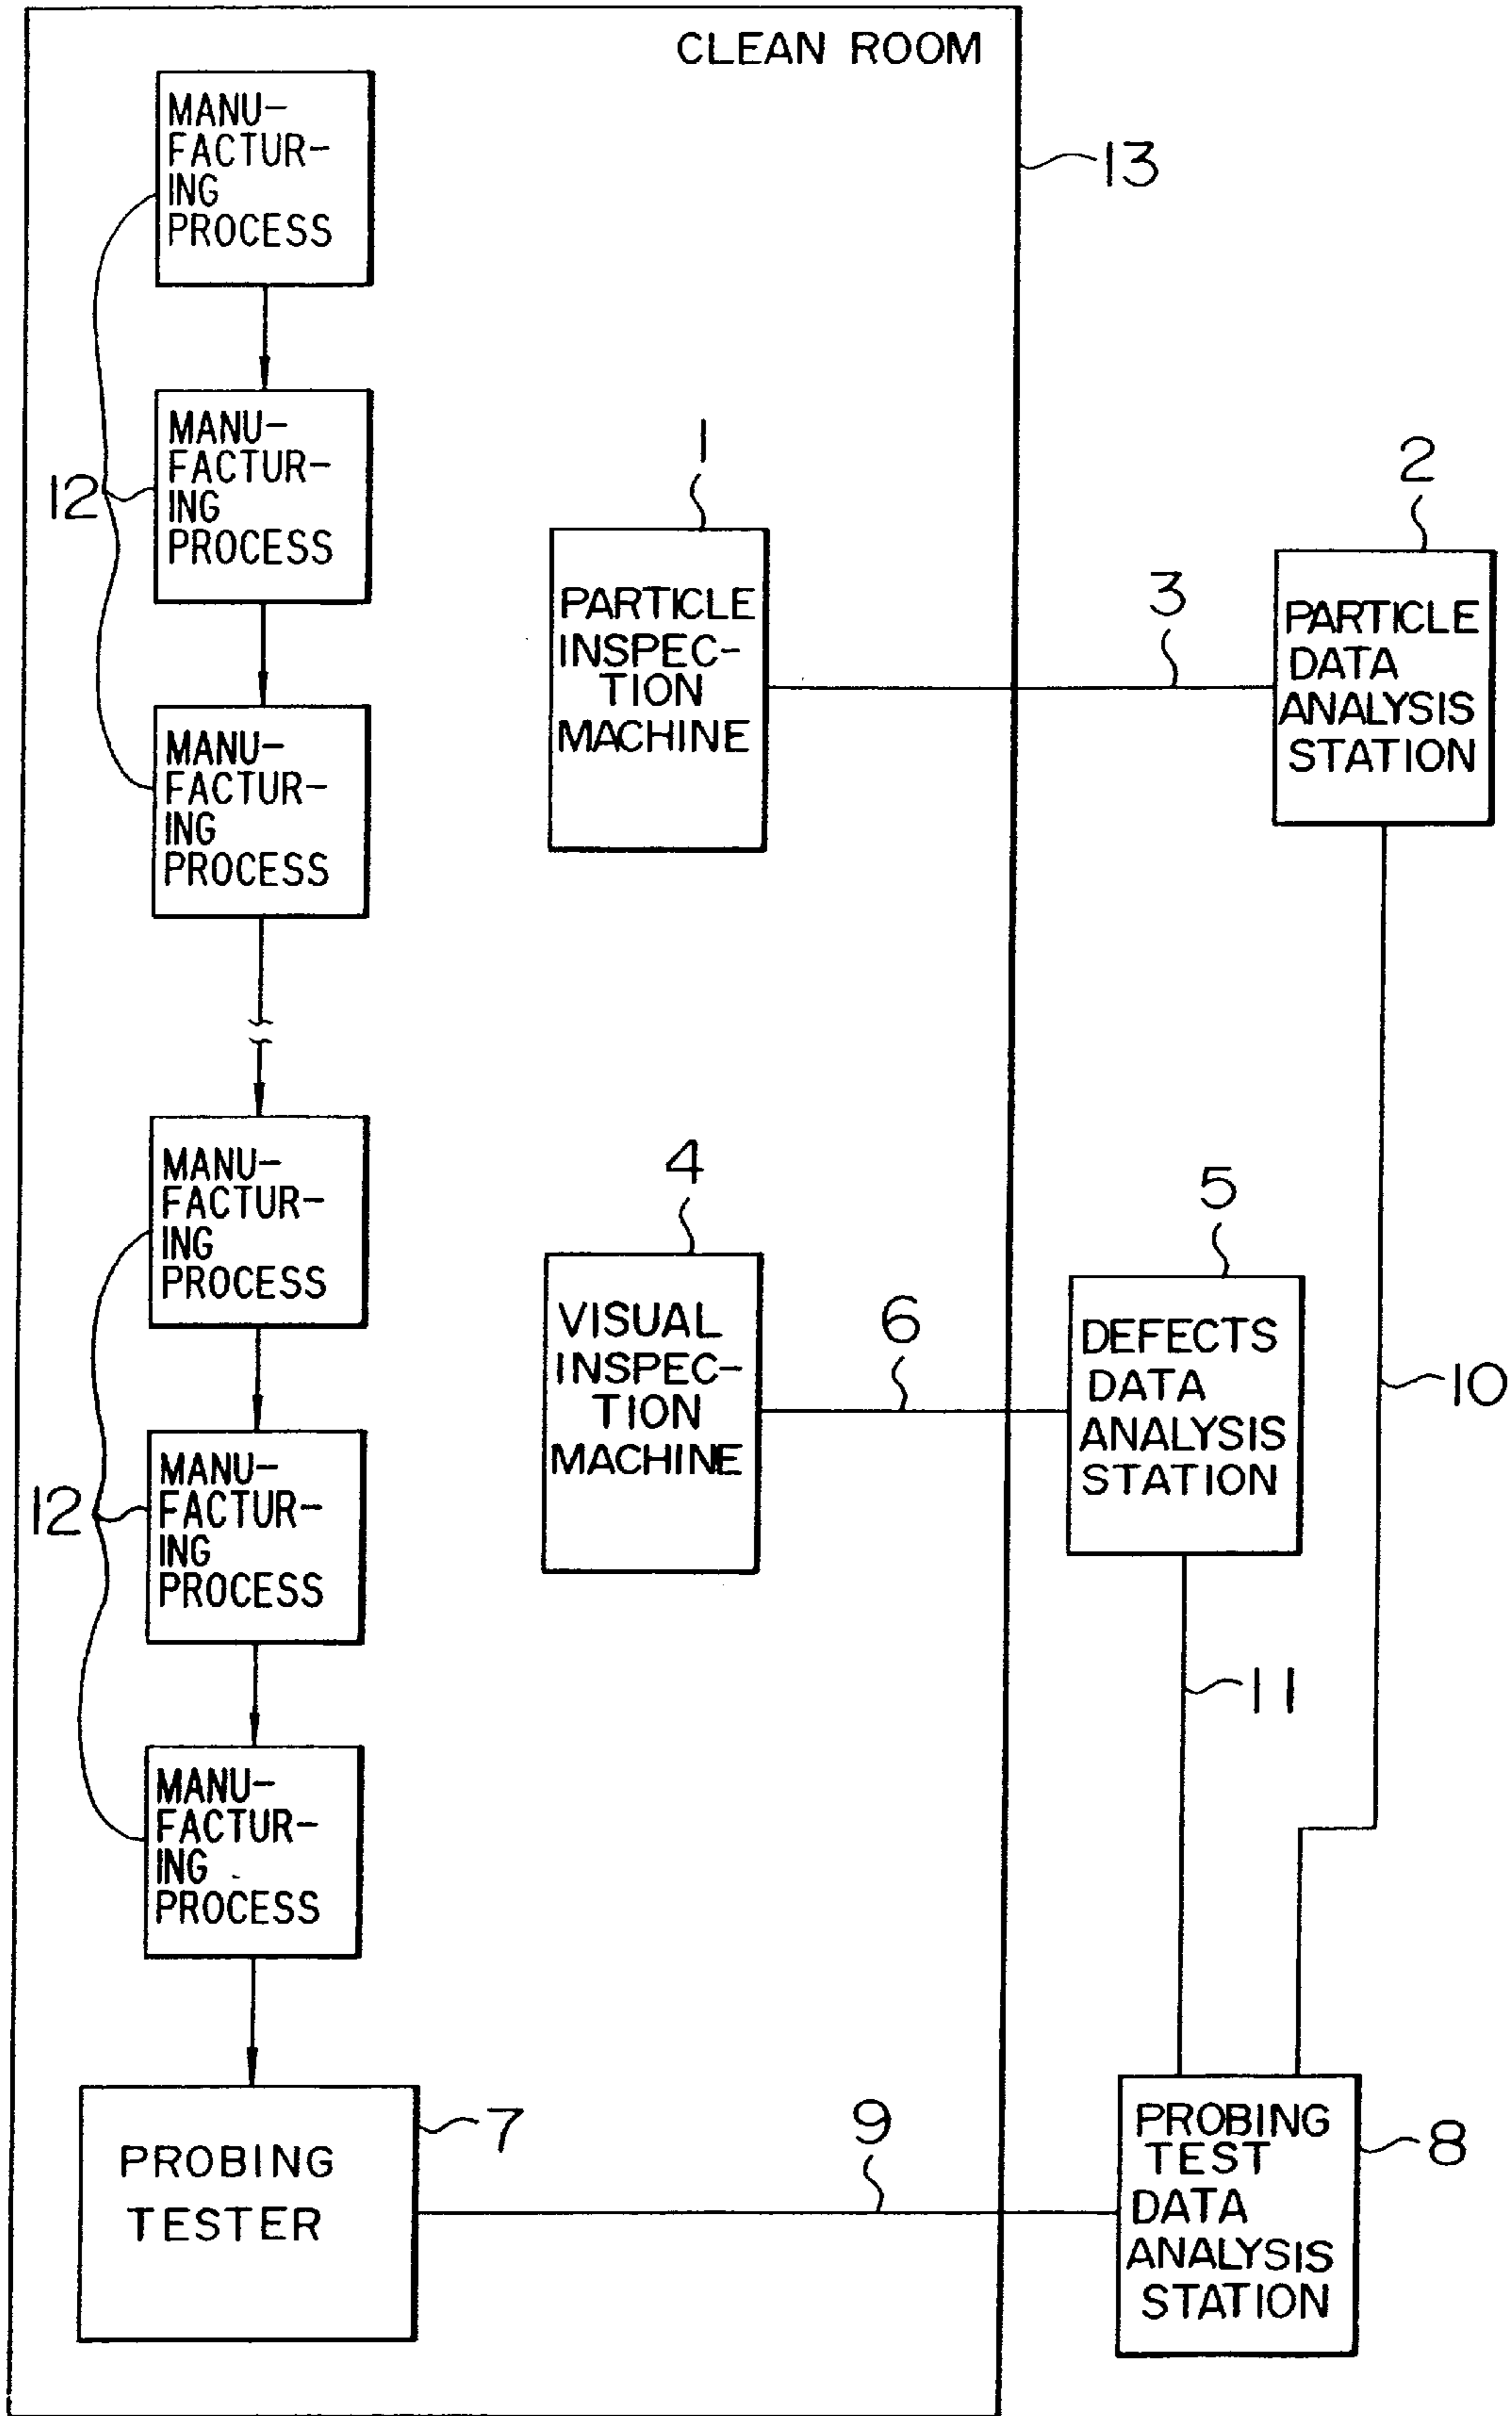 CLEAN ROOM
13
MANU-
FACTUR-
ING
PROCESS
12
MANU-
FACTUR-
ING
PROCESS
MANU-
FACTUR-
ING
PROCESS
1
PARTICLE
INSPEC-
TION
MACHINE
3
2
PARTICLE
DATA
ANALYSIS
STATION
10
MANU-
FACTUR-
ING
PROCESS
12
MANU-
FACTUR-
ING
PROCESS
MANU-
FACTUR-
ING
PROCESS
4
VISUAL
INSPEC-
TION
MACHINE
6
5
DEFECTS
DATA
ANALYSIS
STATION
11
7
PROBING
TESTER
9
8
PROBING
TEST
DATA
ANALYSIS
STATION